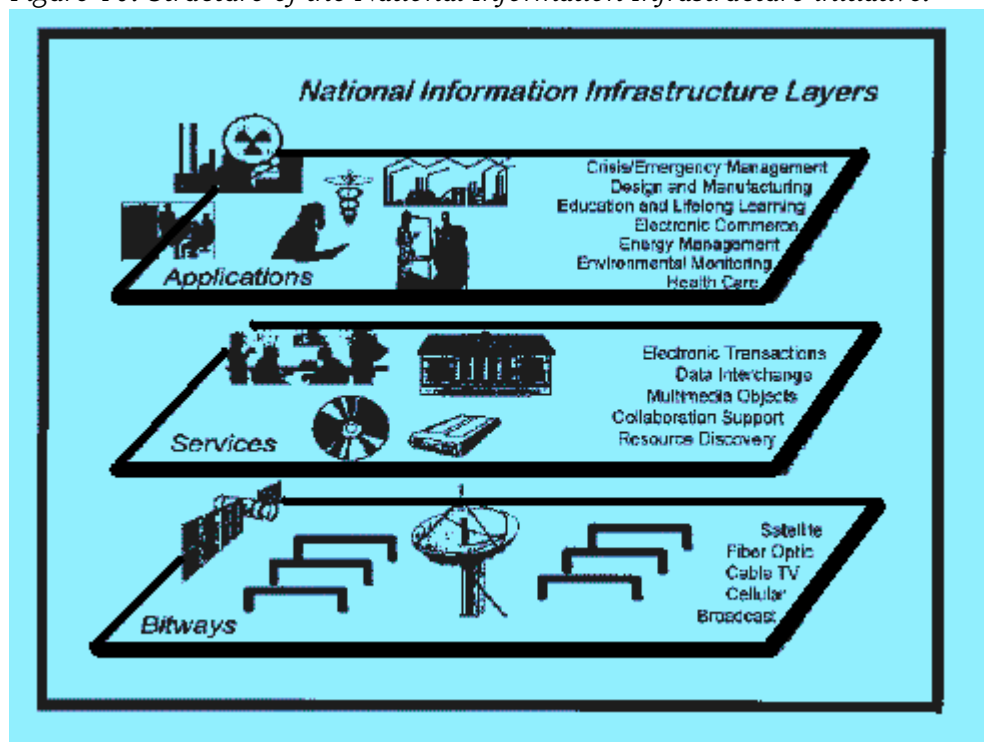 National Information Infrastructure Layers
Crisis/Emergency Management
Design and Manufacturing
Education and Lifelong Learning
Electronic Commerce
Energy Management
Environmental Monitoring
Health Care
Applications
Electronic Transactions
Data Interchange
Multimedia Objects
Collaboration Support
Resource Discovery
Services
Satellite
Fiber Optic
Cable TV
Cellular
Broadcast
Bitways